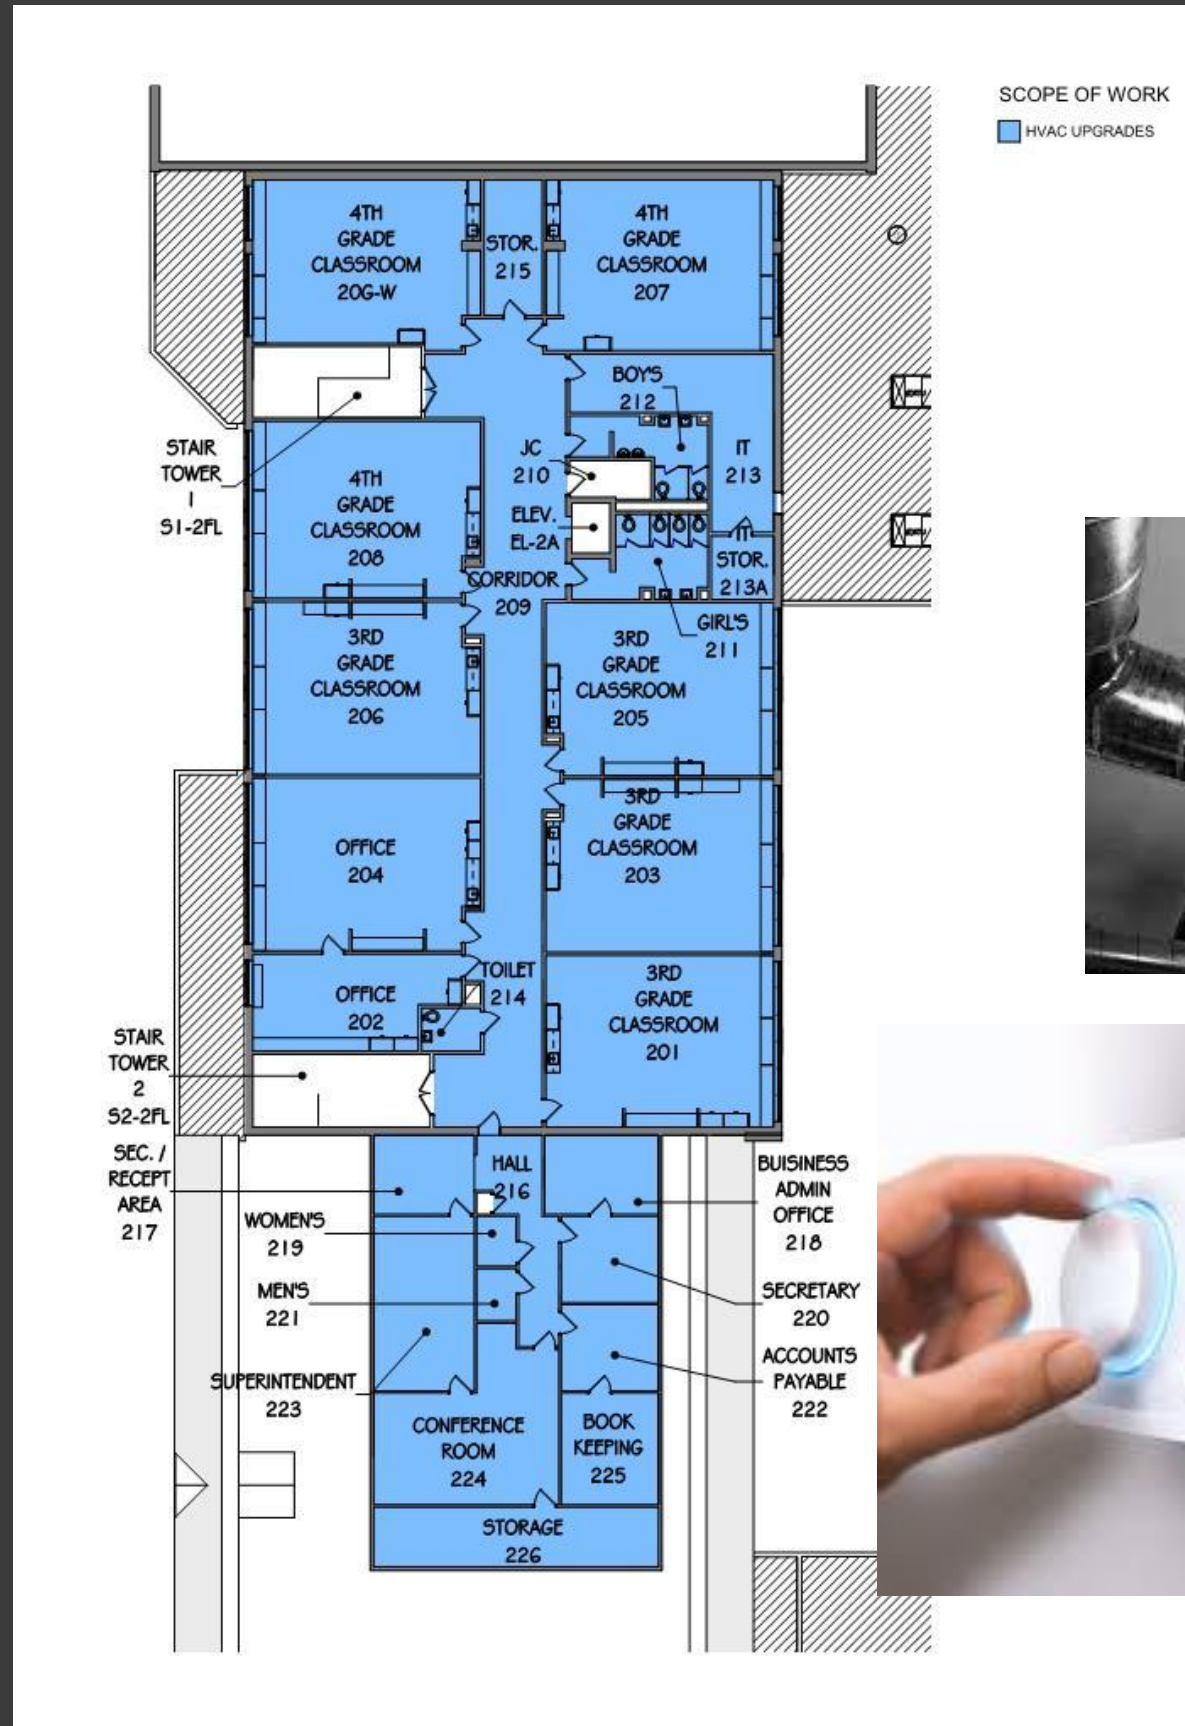 SCOPE OF WORK
HVAC UPGRADES
4TH
GRADE
CLASSROOM
20G-W
STOR.
215
4TH
GRADE
CLASSROOM
207
BOY'S
212
STAIR
TOWER
1
S1-2FL
4TH
GRADE
CLASSROOM
208
JC
210
IT
213
ELEV.
EL-2A
IT
STOR.
213A
CORRIDOR
209
GIRL'S
211
3RD
GRADE
CLASSROOM
206
3RD
GRADE
CLASSROOM
205
OFFICE
204
3RD
GRADE
CLASSROOM
203
OFFICE
202
TOILET
214
3RD
GRADE
CLASSROOM
201
STAIR
TOWER
2
S2-2FL
SEC. /
RECEPT
AREA
217
HALL
216
BUISINESS
ADMIN
OFFICE
218
WOMEN'S
219
MEN'S
221
SECRETARY
220
SUPERINTENDENT
223
ACCOUNTS
PAYABLE
222
CONFERENCE
ROOM
224
BOOK
KEEPING
225
STORAGE
226